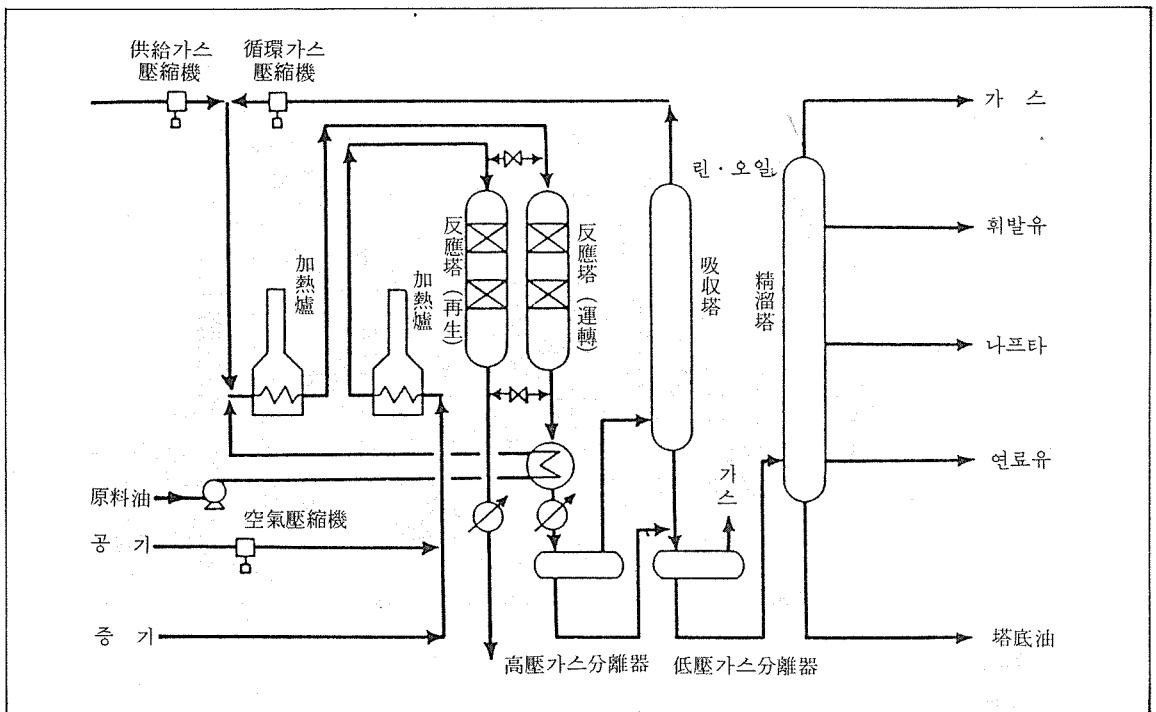 供給가스
壓縮機
循環가스
壓縮機
가 스
린·오일
휘발유
反應塔(再生)
反應塔(運轉)
加熱爐
加熱爐
吸収塔
精溜塔
나프타
연료유
가스
原料油
空氣壓縮機
공 기
증 기
高壓가스分離器
低壓가스分離器
塔底油